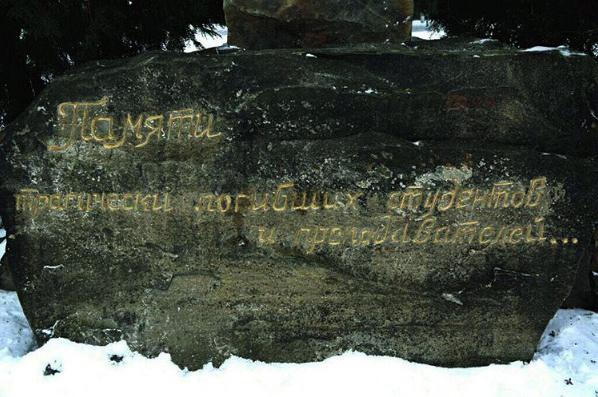 Памяти
трагически погибших студентов
и преподавателей...